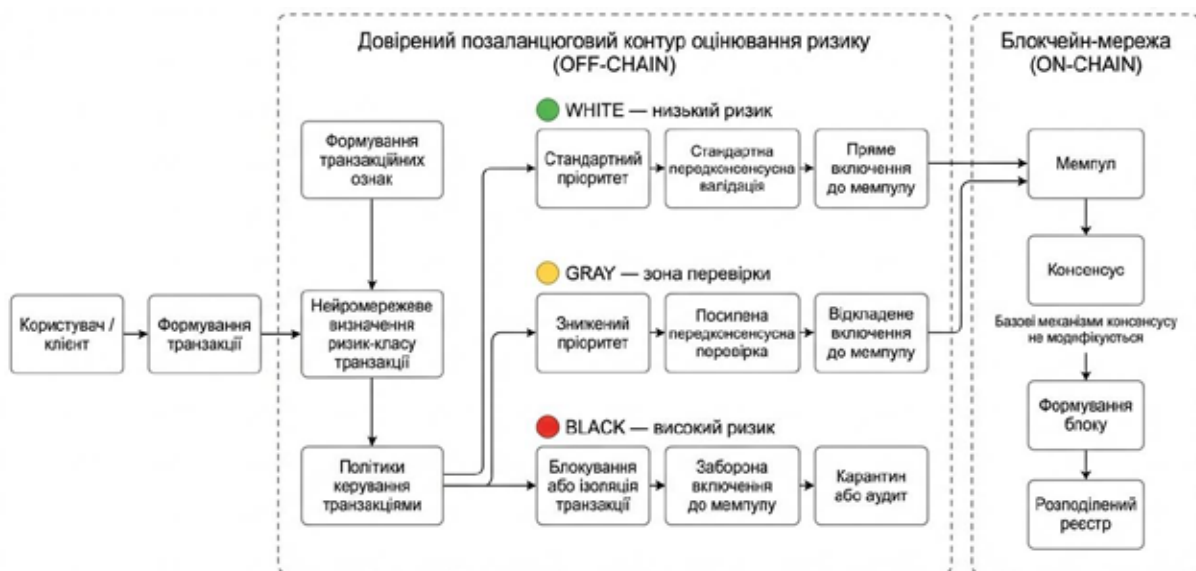 Довірений позаланцюговий контур оцінювання ризику
(OFF-CHAIN)
Блокчейн-мережа
(ON-CHAIN)
Користувач /
клієнт
Формування
транзакції
Формування
транзакційних
ознак
Нейромережеве
визначення
ризик-класу
транзакції
Політики
керування
транзакціями
WHITE — низький ризик
Стандартний
пріоритет
Стандартна
передконсенсусна
валідація
Пряме
включення
до мемпулу
GRAY — зона перевірки
Знижений
пріоритет
Посилена
передконсенсусна
перевірка
Відкладене
включення
до мемпулу
BLACK — високий ризик
Блокування
або ізоляція
транзакції
Заборона
включення
до мемпулу
Карантин
або аудит
Мемпул
Консенсус
Базові механізми консенсусу
не модифікуються
Формування
блоку
Розподілений
реєстр